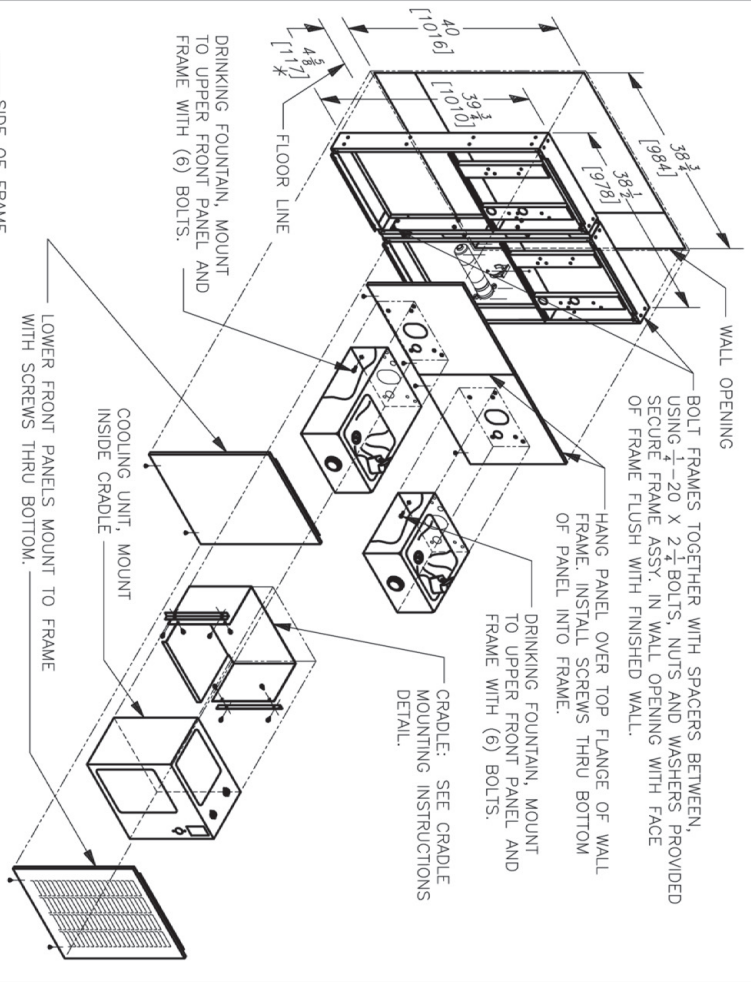 40
[1016]
4 5/8
[117]
*
39 3/4
[1010]
38 3/4
[984]
38 1/2
[978]
WALL OPENING
BOLT FRAMES TOGETHER WITH SPACERS BETWEEN,
USING 1/4-20 X 2 1/4 BOLTS, NUTS AND WASHERS PROVIDED
SECURE FRAME ASSY. IN WALL OPENING WITH FACE
OF FRAME FLUSH WITH FINISHED WALL.
HANG PANEL OVER TOP FLANGE OF WALL
FRAME. INSTALL SCREWS THRU BOTTOM
OF PANEL INTO FRAME.
FLOOR LINE
DRINKING FOUNTAIN, MOUNT
TO UPPER FRONT PANEL AND
FRAME WITH (6) BOLTS.
DRINKING FOUNTAIN, MOUNT
TO UPPER FRONT PANEL AND
FRAME WITH (6) BOLTS.
CRADLE: SEE CRADLE
MOUNTING INSTRUCTIONS
DETAIL.
COOLING UNIT, MOUNT
INSIDE CRADLE
LOWER FRONT PANELS MOUNT TO FRAME
WITH SCREWS THRU BOTTOM.
SIDE OF FRAME